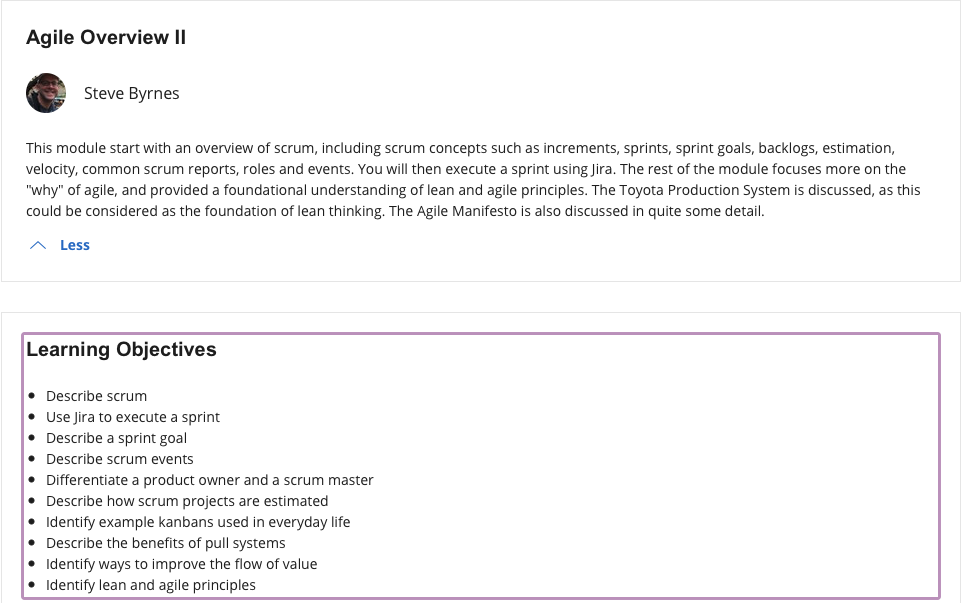 Agile Overview II
Steve Byrnes
This module start with an overview of scrum, including scrum concepts such as increments, sprints, sprint goals, backlogs, estimation,
velocity, common scrum reports, roles and events. You will then execute a sprint using Jira. The rest of the module focuses more on the
"why" of agile, and provided a foundational understanding of lean and agile principles. The Toyota Production System is discussed, as this
could be considered as the foundation of lean thinking. The Agile Manifesto is also discussed in quite some detail.
Less
Learning Objectives
• Describe scrum
• Use Jira to execute a sprint
• Describe a sprint goal
• Describe scrum events
• Differentiate a product owner and a scrum master
• Describe how scrum projects are estimated
• Identify example kanbans used in everyday life
• Describe the benefits of pull systems
• Identify ways to improve the flow of value
• Identify lean and agile principles